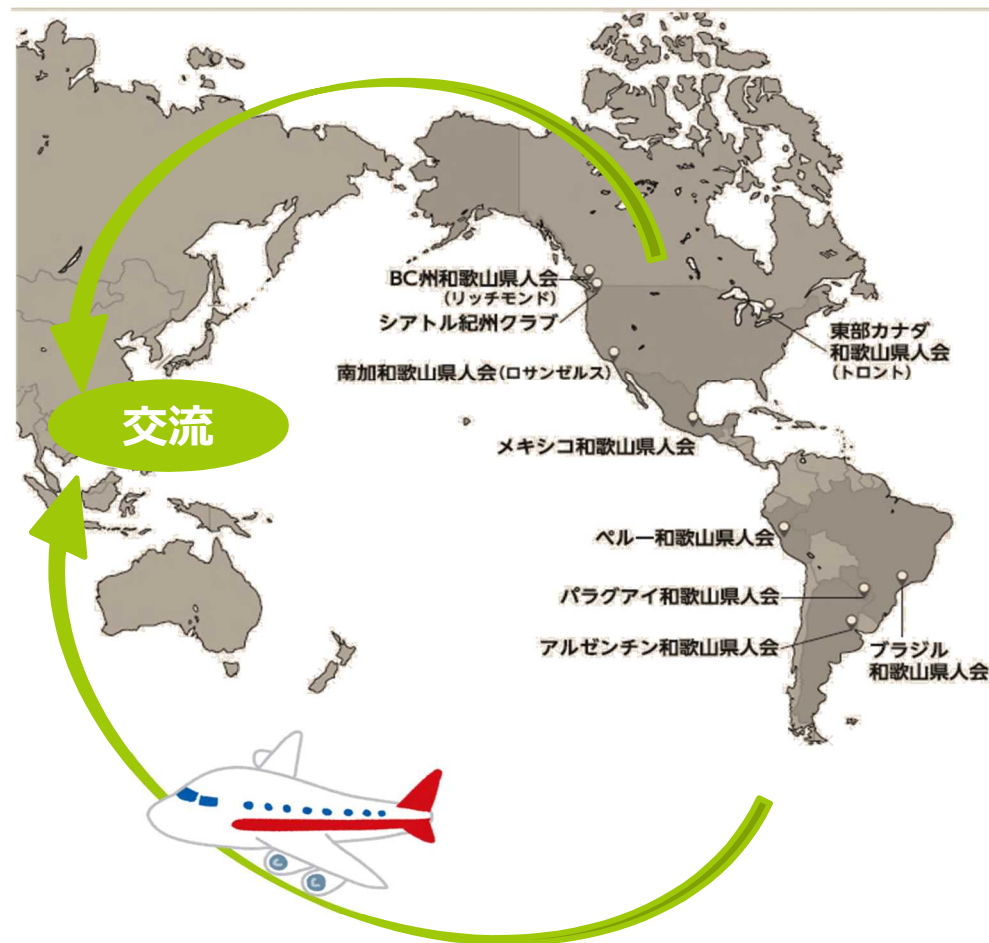 BC州和歌山県人会
(リッチモンド)
シアトル紀州クラブ
東部カナダ
和歌山県人会
(トロント)
南加和歌山県人会(ロサンゼルス)
交流
メキシコ和歌山県人会
ペルー和歌山県人会
パラグアイ和歌山県人会
アルゼンチン和歌山県人会
ブラジル
和歌山県人会